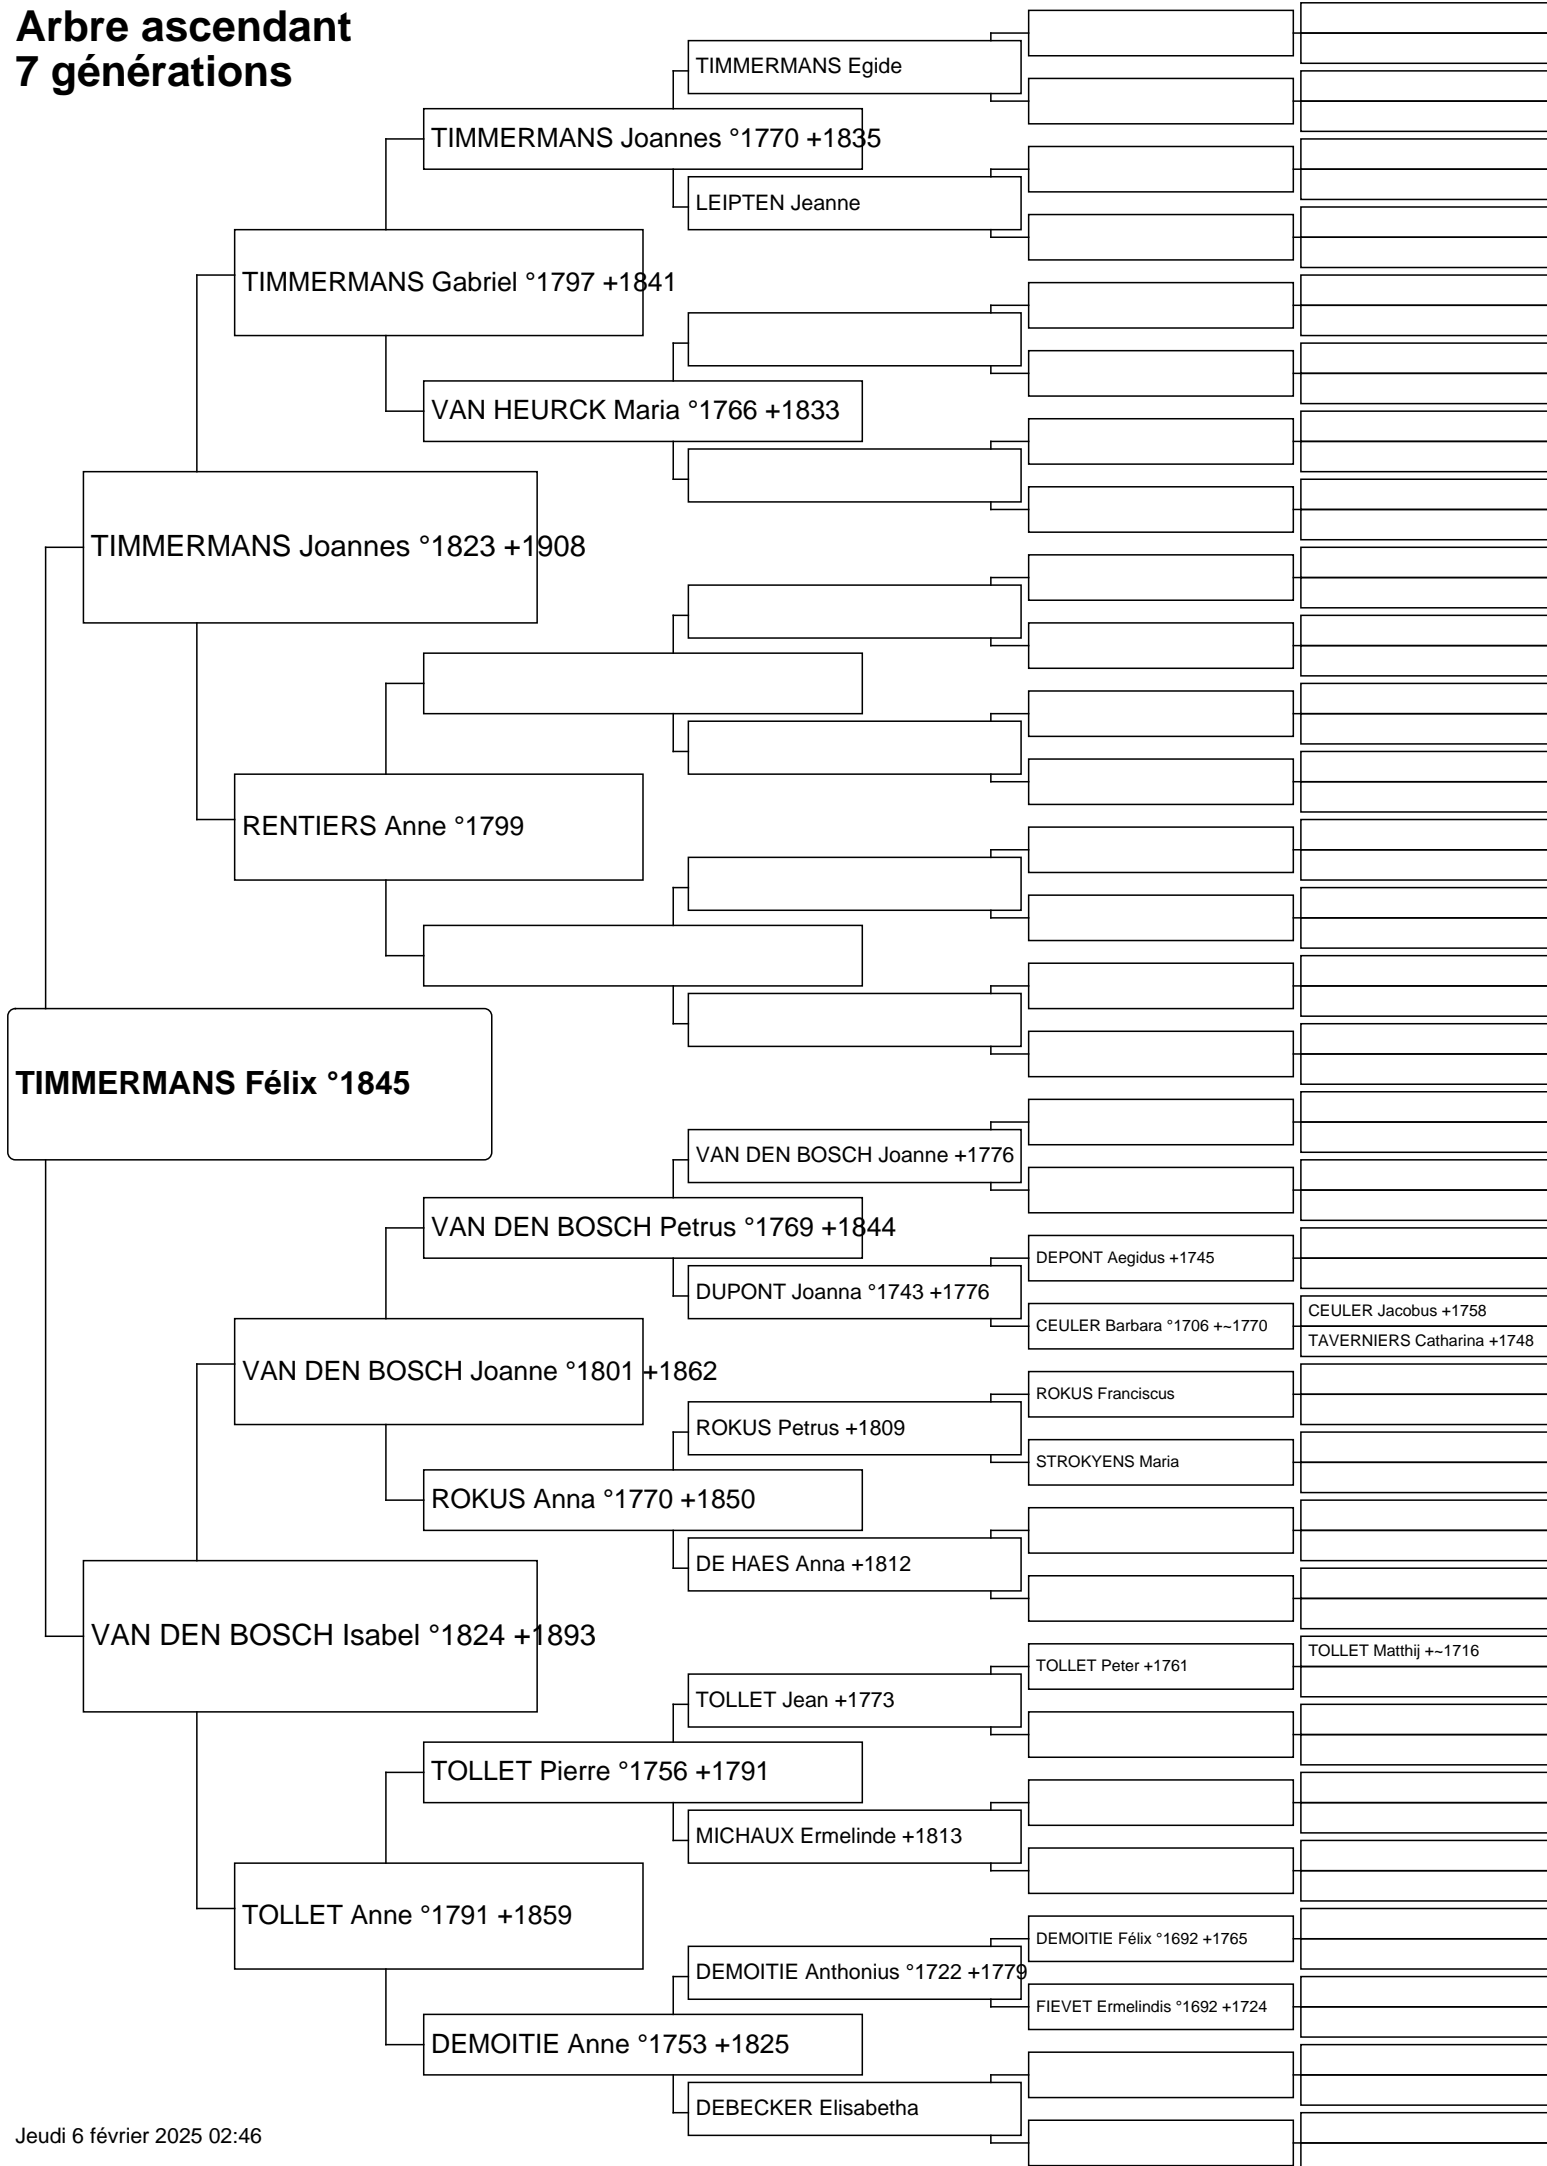 Arbre ascendant
7 générations
TIMMERMANS Egide
TIMMERMANS Joannes °1770 +1835
LEIPTEN Jeanne
TIMMERMANS Gabriel °1797 +1841
VAN HEURCK Maria °1766 +1833
TIMMERMANS Joannes °1823 +1908
RENTIERS Anne °1799
TIMMERMANS Félix °1845
VAN DEN BOSCH Joanne +1776
VAN DEN BOSCH Petrus °1769 +1844
DEPONT Aegidus +1745
DUPONT Joanna °1743 +1776
CEULER Jacobus +1758
CEULER Barbara °1706 +~1770
TAVERNIERS Catharina +1748
VAN DEN BOSCH Joanne °1801 +1862
ROKUS Franciscus
ROKUS Petrus +1809
STROKYENS Maria
ROKUS Anna °1770 +1850
DE HAES Anna +1812
VAN DEN BOSCH Isabel °1824 +1893
TOLLET Matthij +~1716
TOLLET Peter +1761
TOLLET Jean +1773
TOLLET Pierre °1756 +1791
MICHAUX Ermelinde +1813
TOLLET Anne °1791 +1859
DEMOITIE Félix °1692 +1765
DEMOITIE Anthonius °1722 +1779
FIEVET Ermelindis °1692 +1724
DEMOITIE Anne °1753 +1825
DEBECKER Elisabetha
Jeudi 6 février 2025 02:46